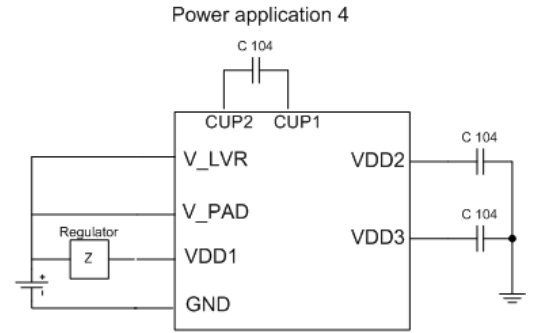 Power application 4
C 104
CUP2 CUP1
C 104
V_LVR VDD2
V_PAD
C 104
Regulator
VDD3
Z
VDD1
+
-
GND